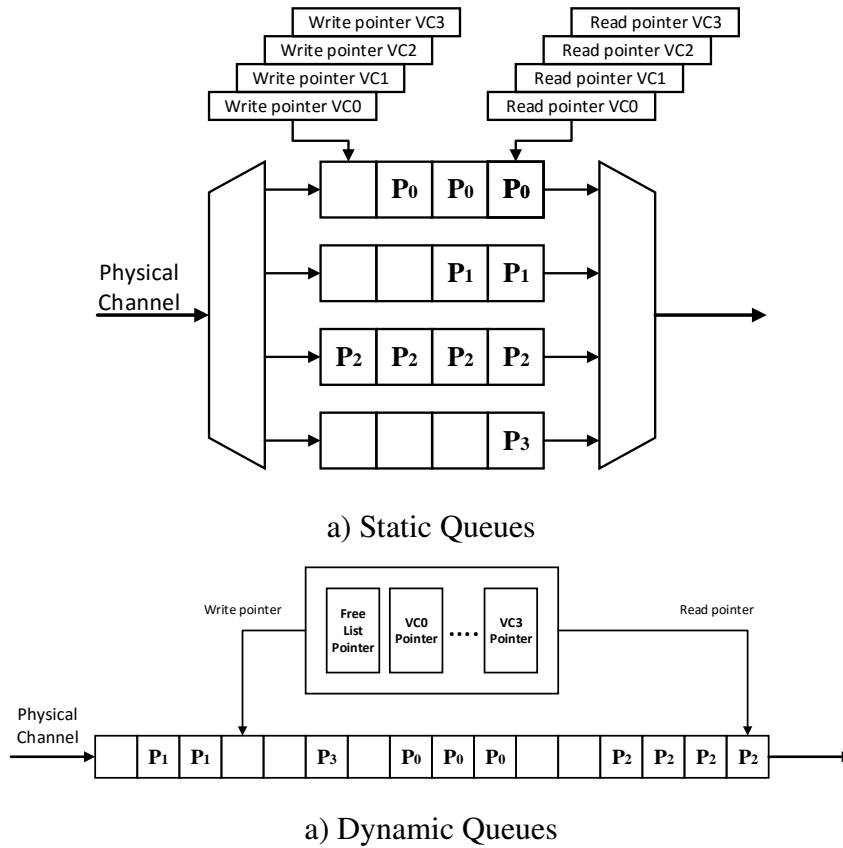 Write pointer VC3
Read pointer VC3
Write pointer VC2
Read pointer VC2
Write pointer VC1
Read pointer VC1
Write pointer VC0
Read pointer VC0
P0 P0 P0
Physical
Channel
P1 P1
P2 P2 P2 P2
P3
a) Static Queues
Write pointer
Free
List
Pointer
VC0
Pointer
....
VC3
Pointer
Read pointer
Physical
Channel
P1 P1 P3 P0 P0 P0 P2 P2 P2 P2
a) Dynamic Queues